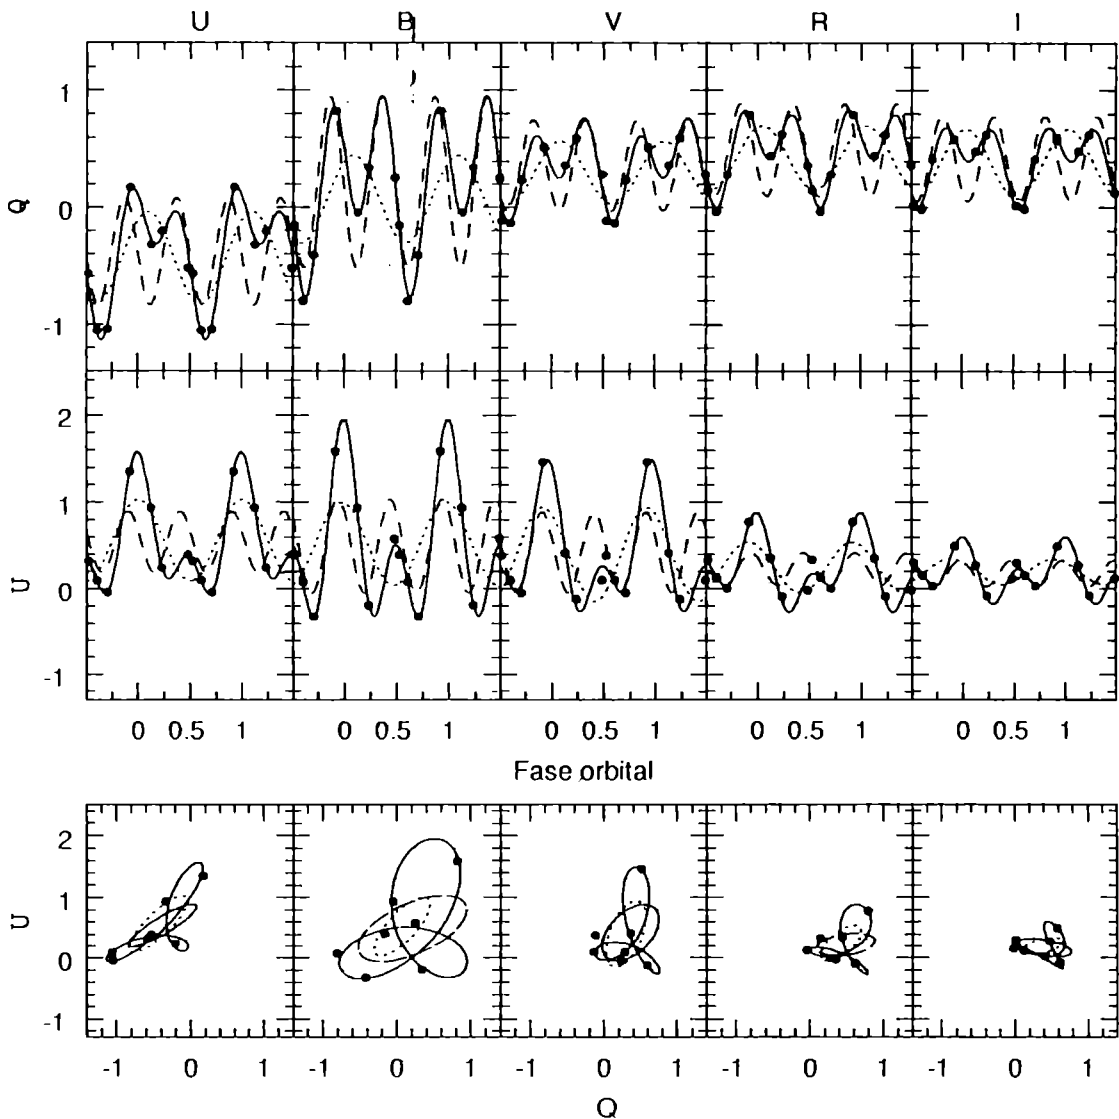 U B V R I
1
Q 0
-1
2
1
U 0
-1
0 0.5 1 0 0.5 1 0 0.5 1 0 0.5 1 0 0.5 1
Fase orbital
2
U 1
0
-1
-1 0 1 -1 0 1 -1 0 1 -1 0 1 -1 0 1
Q